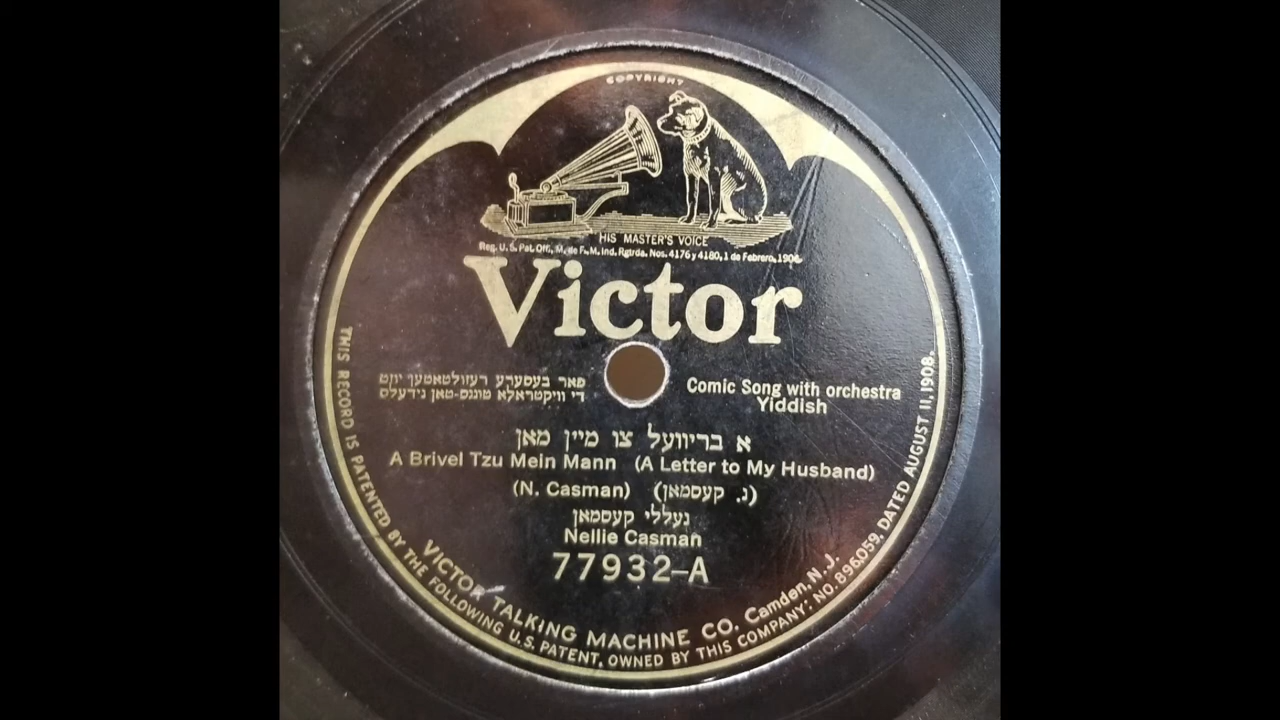 COPYRIGHT
HIS MASTER'S VOICE
Reg. U.S. Pat. Off., M. de F., M. Ind. Rgtrda. Nos. 4176 y 4180, 1 de Febrero, 1906.
Victor
פאר בעסערע רעזולטאטען יוזט
די וויקטראלא טונגס-טאן נידעלס
Comic Song with orchestra
Yiddish
א בריוועל צו מיין מאן
A Brivel Tzu Mein Mann (A Letter to My Husband)
(N. Casman) (נ. קעסמאן)
נעללי קעסמאן
Nellie Casman
77932-A
VICTOR TALKING MACHINE CO. Camden, N.J.
THIS RECORD IS PATENTED BY THE FOLLOWING U.S. PATENT, OWNED BY THIS COMPANY: NO. 896,059, DATED AUGUST 11, 1908.